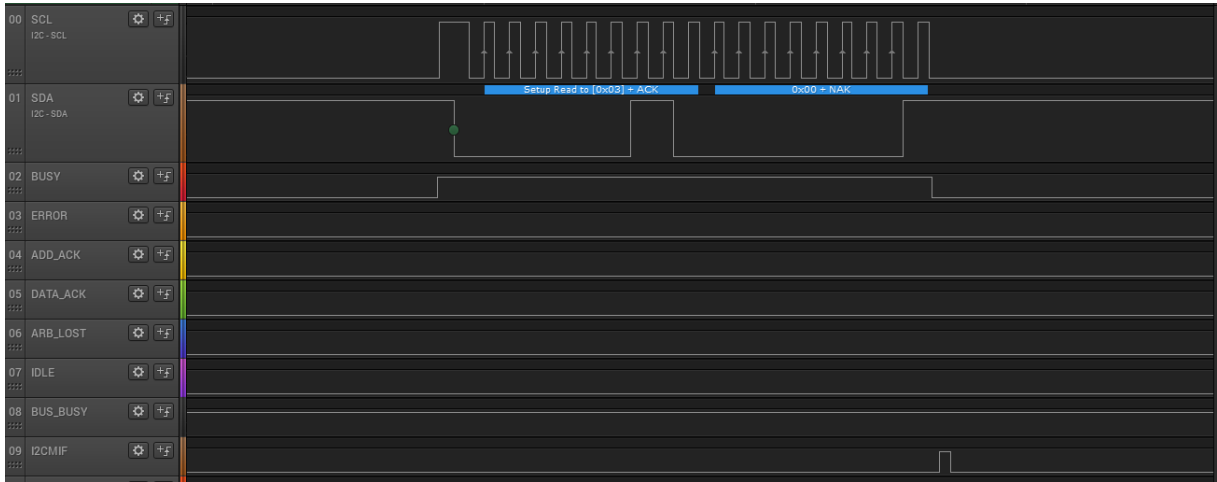 00 SCL
I2C - SCL
01 SDA
I2C - SDA
Setup Read to [0x03] + ACK
0x00 + NAK
02 BUSY
03 ERROR
04 ADD_ACK
05 DATA_ACK
06 ARB_LOST
07 IDLE
08 BUS_BUSY
09 I2CMIF